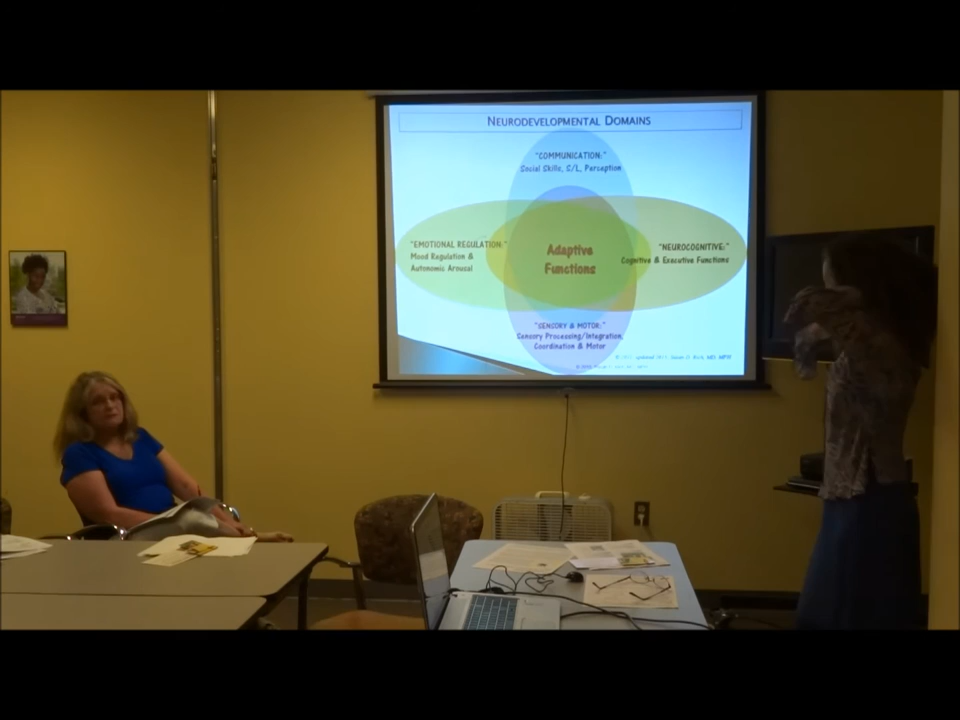 NEURODEVELOPMENTAL DOMAINS
"COMMUNICATION:"
Social Skills, S/L, Perception
"EMOTIONAL REGULATION:"
Mood Regulation &
Autonomic Arousal
Adaptive
Functions
"NEUROCOGNITIVE:"
Cognitive & Executive Functions
"SENSORY & MOTOR:"
Sensory Processing/Integration,
Coordination & Motor